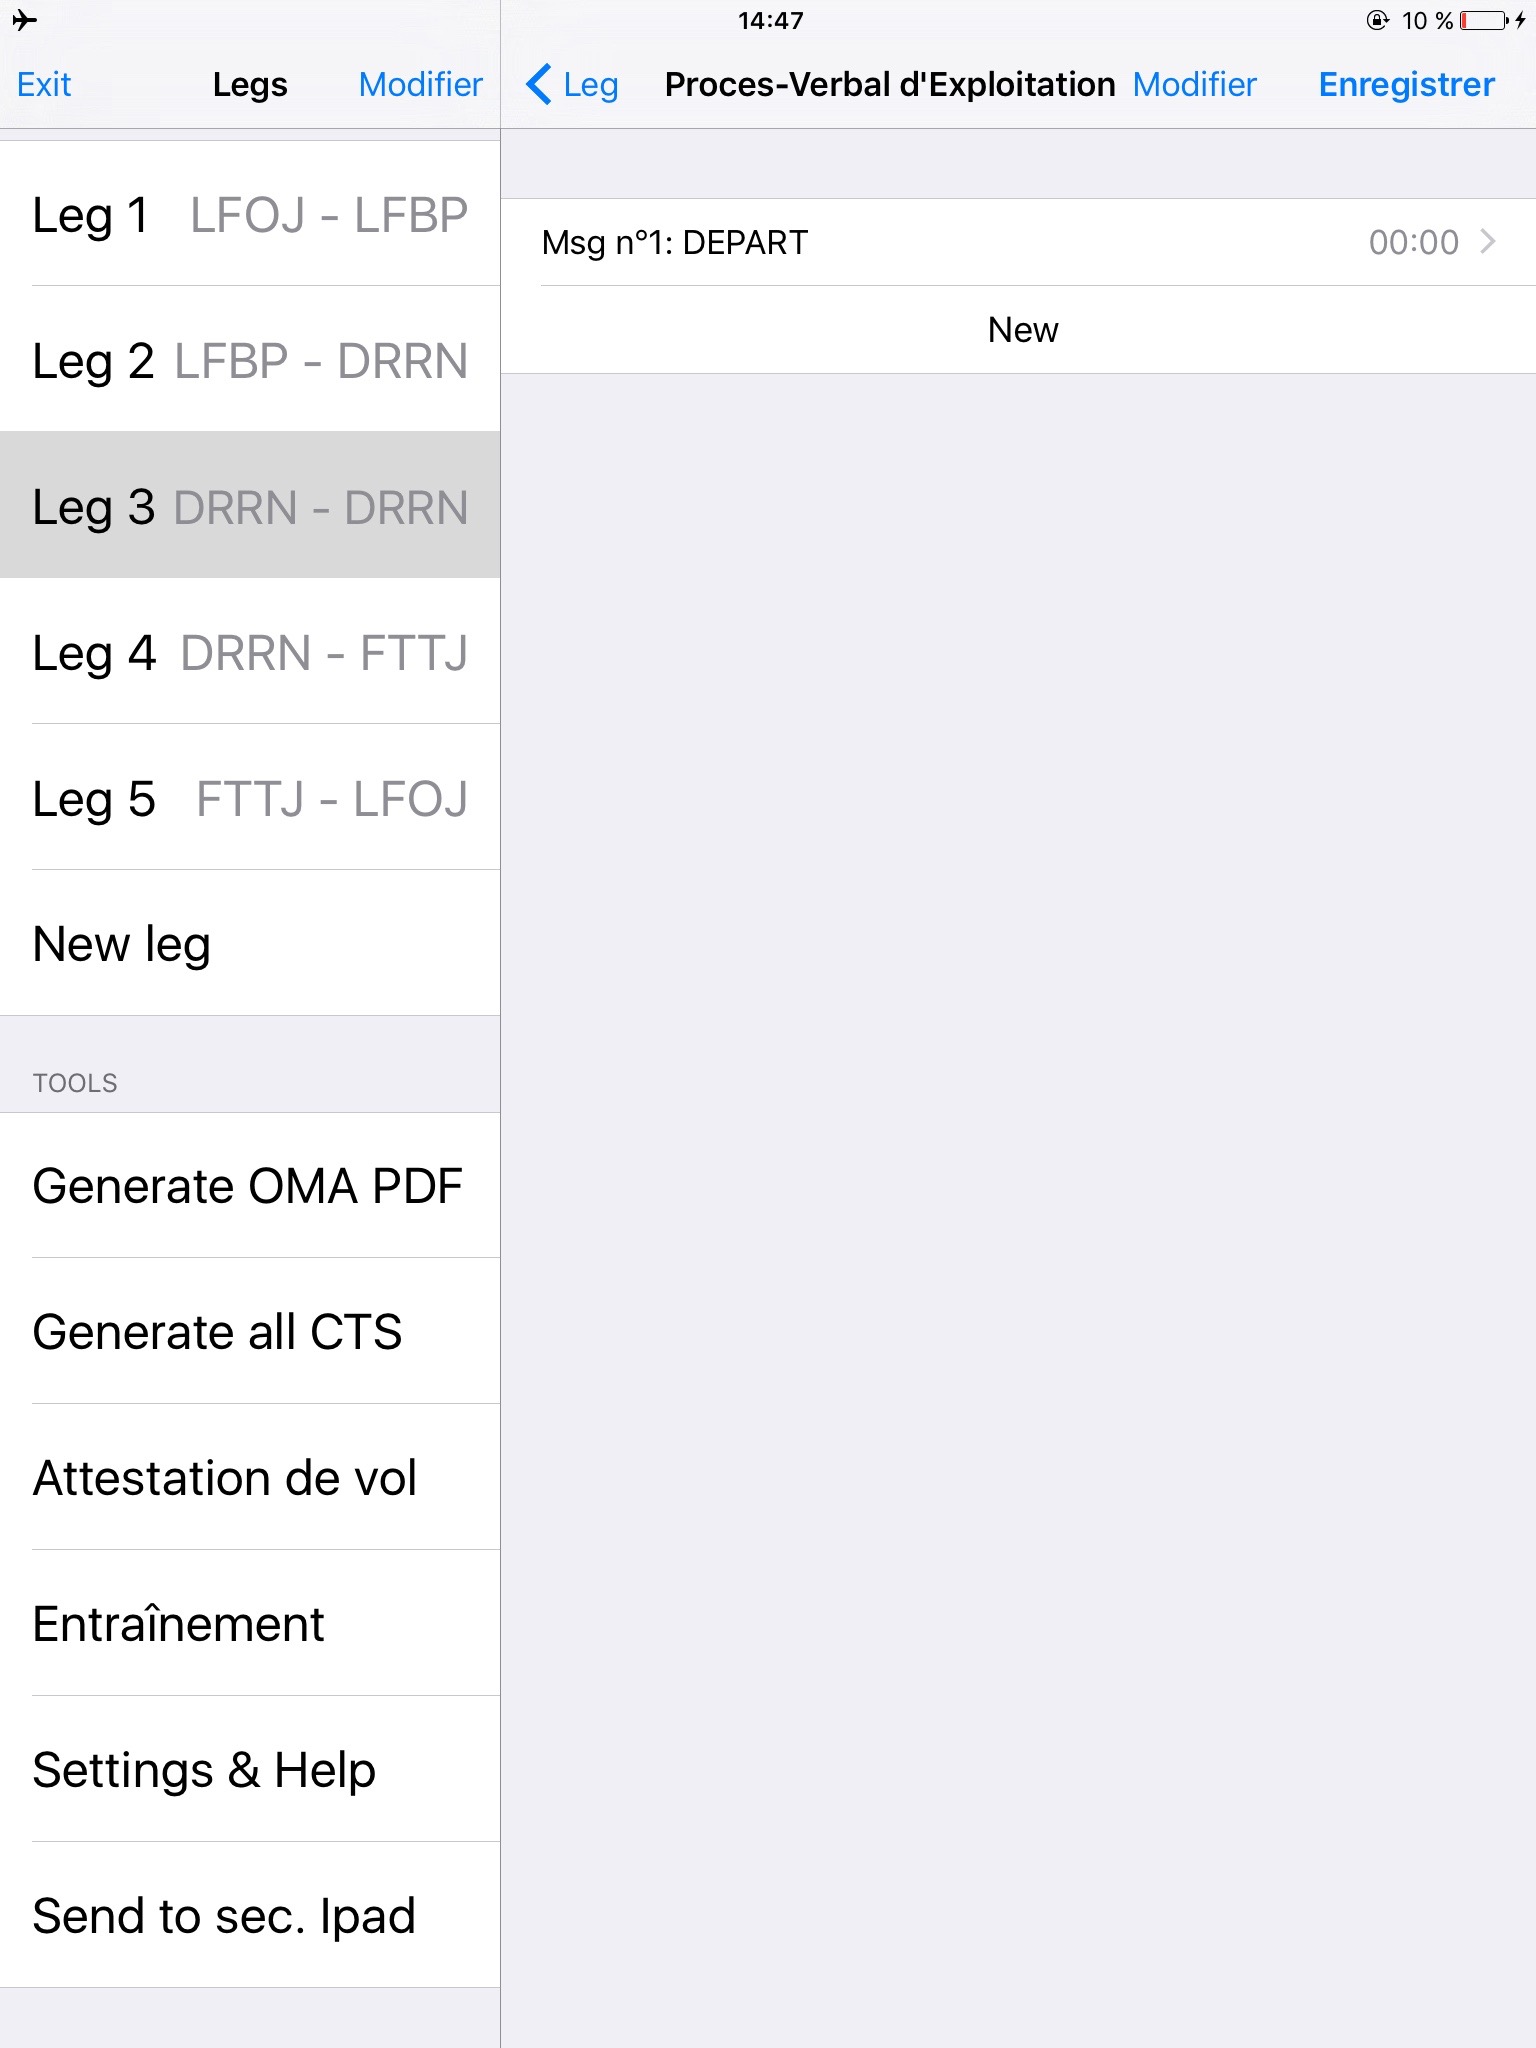 14:47
10 %
Exit
Legs
Modifier
Leg
Proces-Verbal d'Exploitation
Modifier
Enregistrer
Leg 1 LFOJ - LFBP
Leg 2 LFBP - DRRN
Leg 3 DRRN - DRRN
Leg 4 DRRN - FTTJ
Leg 5 FTTJ - LFOJ
New leg
TOOLS
Generate OMA PDF
Generate all CTS
Attestation de vol
Entraînement
Settings & Help
Send to sec. Ipad
Msg n°1: DEPART 00:00
New